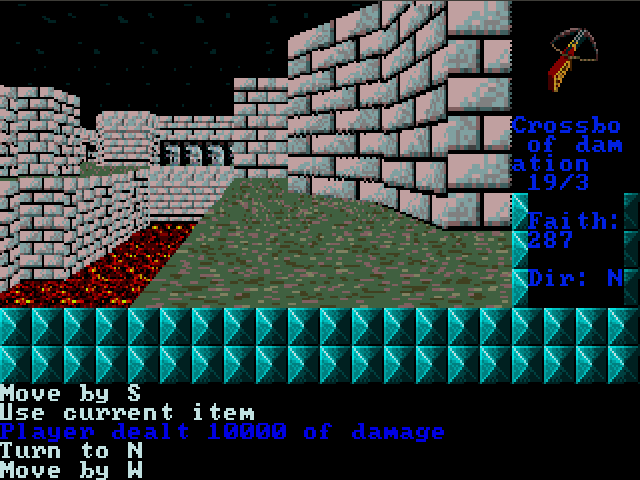 Crossbo
of dam
ation
19/3
Faith:
287
Dir: N
Move by S
Use current item
Player dealt 10000 of damage
Turn to N
Move by W